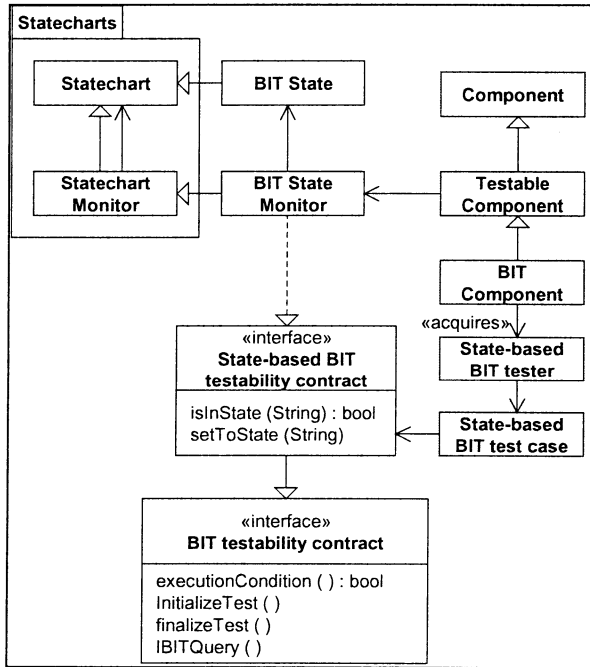 Statecharts
Statechart
BIT State
Component
Statechart
Monitor
BIT State
Monitor
Testable
Component
BIT
Component
«acquires»
State-based
BIT tester
«interface»
State-based BIT
testability contract
isInState (String) : bool
setToState (String)
State-based
BIT test case
«interface»
BIT testability contract
executionCondition ( ) : bool
InitializeTest ( )
finalizeTest ( )
IBITQuery ( )